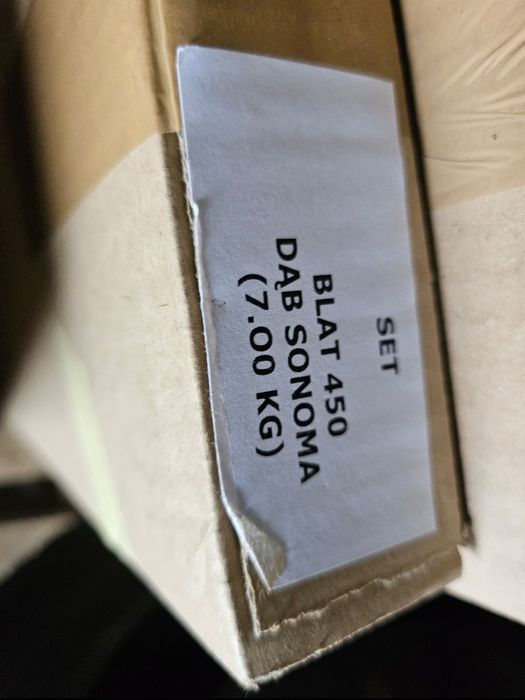 SET
BLAT 450
DĄB SONOMA
(7.00 KG)